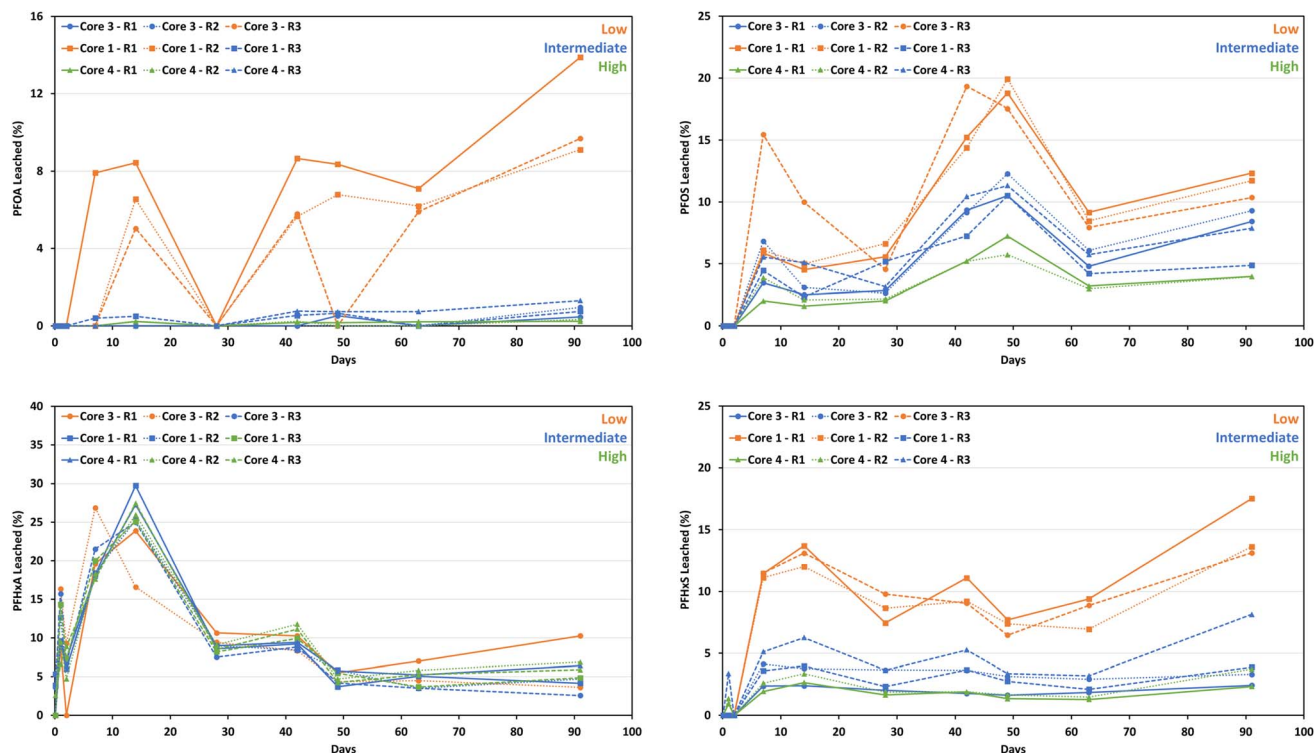 PFOA Leached (%)
16
12
8
4
0
Core 3 - R1 Core 3 - R2 Core 3 - R3
Core 1 - R1 Core 1 - R2 Core 1 - R3
Core 4 - R1 Core 4 - R2 Core 4 - R3
Low
Intermediate
High
0 10 20 30 40 50 60 70 80 90 100
Days
PFOS Leached (%)
25
20
15
10
5
0
Core 3 - R1 Core 3 - R2 Core 3 - R3
Core 1 - R1 Core 1 - R2 Core 1 - R3
Core 4 - R1 Core 4 - R2 Core 4 - R3
Low
Intermediate
High
0 10 20 30 40 50 60 70 80 90 100
Days
PFHxA Leached (%)
40
35
30
25
20
15
10
5
0
Core 3 - R1 Core 3 - R2 Core 3 - R3
Core 1 - R1 Core 1 - R2 Core 1 - R3
Core 4 - R1 Core 4 - R2 Core 4 - R3
Low
Intermediate
High
0 10 20 30 40 50 60 70 80 90 100
Days
PFHxS Leached (%)
25
20
15
10
5
0
Core 3 - R1 Core 3 - R2 Core 3 - R3
Core 1 - R1 Core 1 - R2 Core 1 - R3
Core 4 - R1 Core 4 - R2 Core 4 - R3
Low
Intermediate
High
0 10 20 30 40 50 60 70 80 90 100
Days